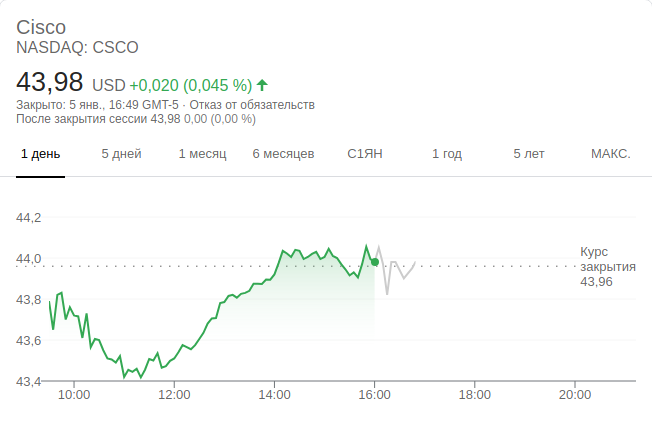 Cisco
NASDAQ: CSCO
43,98 USD +0,020 (0,045 %)
Закрыто: 5 янв., 16:49 GMT-5 · Отказ от обязательств
После закрытия сессии 43,98 0,00 (0,00 %)
1 день 5 дней 1 месяц 6 месяцев С1ЯН 1 год 5 лет МАКС.
44,2
44,0
43,8
43,6
43,4
Курс
закрытия
43,96
10:00 12:00 14:00 16:00 18:00 20:00